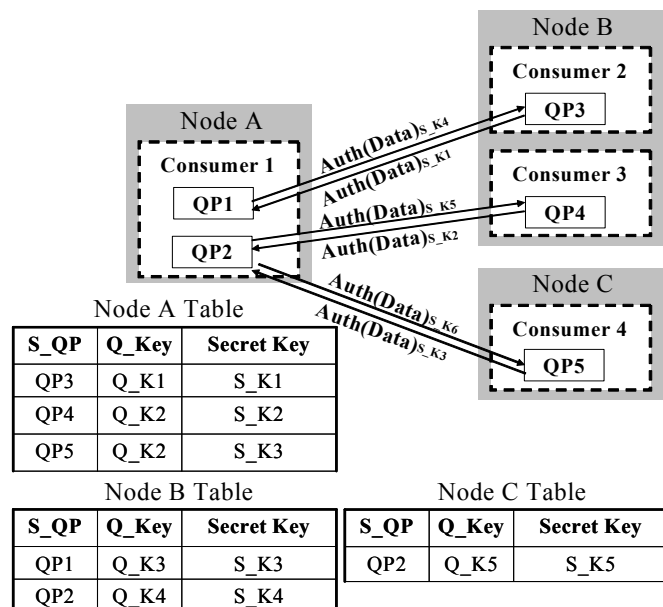 Node B
Consumer 2
QP3
Node A
Consumer 1
Auth(Data)S_K4
Auth(Data)S_K1
Consumer 3
QP1
Auth(Data)S_K5
QP4
QP2
Auth(Data)S_K2
Node C
Auth(Data)S_K6
Auth(Data)S_K3
Consumer 4
QP5
Node A Table
S_QP Q_Key Secret Key
QP3 Q_K1 S_K1
QP4 Q_K2 S_K2
QP5 Q_K2 S_K3
Node B Table
S_QP Q_Key Secret Key
QP1 Q_K3 S_K3
QP2 Q_K4 S_K4
Node C Table
S_QP Q_Key Secret Key
QP2 Q_K5 S_K5